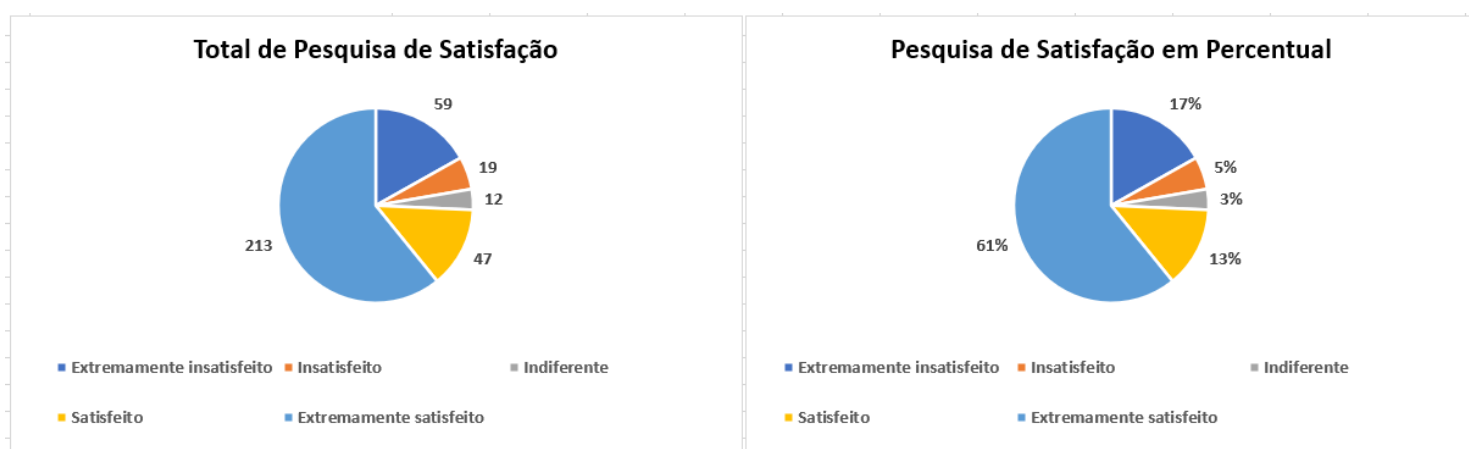 Total de Pesquisa de Satisfação
59
19
12
47
213
Extremamente insatisfeito Insatisfeito Indiferente
Satisfeito Extremamente satisfeito
Pesquisa de Satisfação em Percentual
17%
5%
3%
13%
61%
Extremamente insatisfeito Insatisfeito Indiferente
Satisfeito Extremamente satisfeito